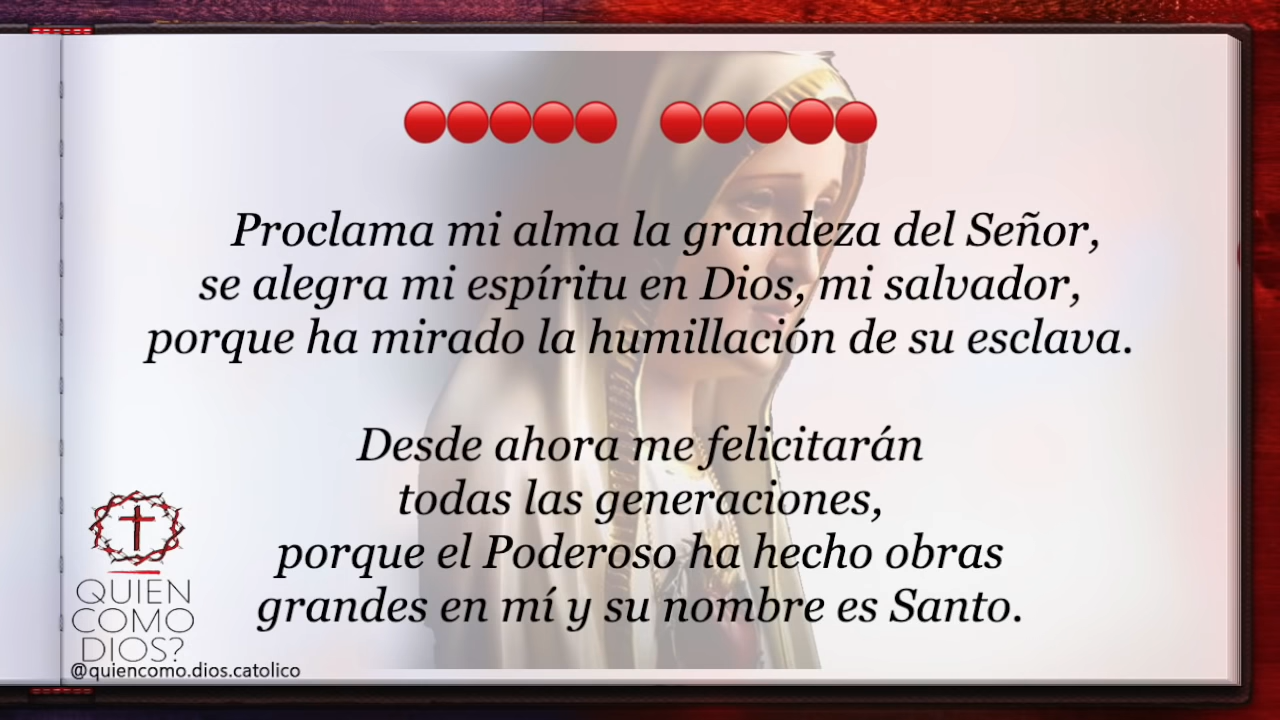 Proclama mi alma la grandeza del Señor,
se alegra mi espíritu en Dios, mi salvador,
porque ha mirado la humillación de su esclava.
Desde ahora me felicitarán
todas las generaciones,
porque el Poderoso ha hecho obras
grandes en mí y su nombre es Santo.
QUIEN
COMO
DIOS?
@quiencomo.dios.catolico